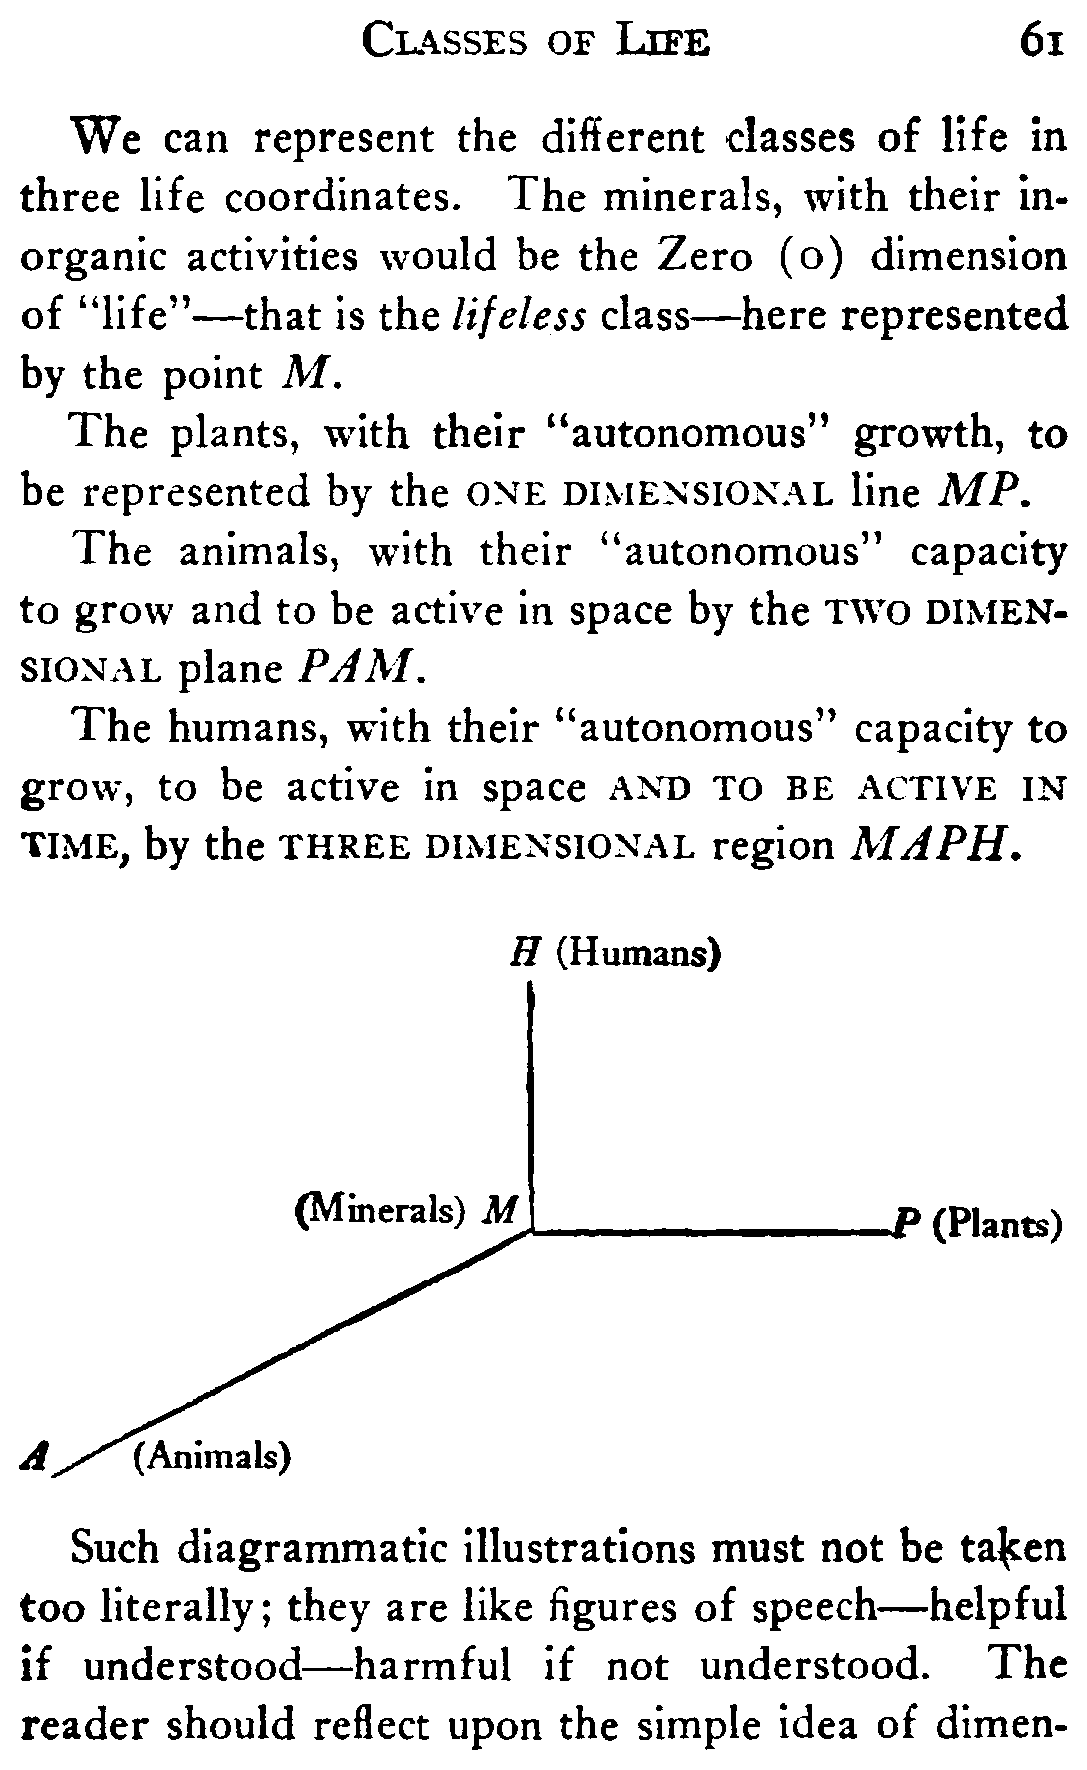 CLASSES OF LIFE 61
We can represent the different classes of life in
three life coordinates. The minerals, with their in-
organic activities would be the Zero (0) dimension
of “life”—that is the lifeless class—here represented
by the point M.
The plants, with their “autonomous” growth, to
be represented by the ONE DIMENSIONAL line MP.
The animals, with their “autonomous” capacity
to grow and to be active in space by the TWO DIMEN-
SIONAL plane PAM.
The humans, with their “autonomous” capacity to
grow, to be active in space AND TO BE ACTIVE IN
TIME, by the THREE DIMENSIONAL region MAPH.
H (Humans)
(Minerals) M
P (Plants)
A (Animals)
Such diagrammatic illustrations must not be taken
too literally; they are like figures of speech—helpful
if understood—harmful if not understood. The
reader should reflect upon the simple idea of dimen-